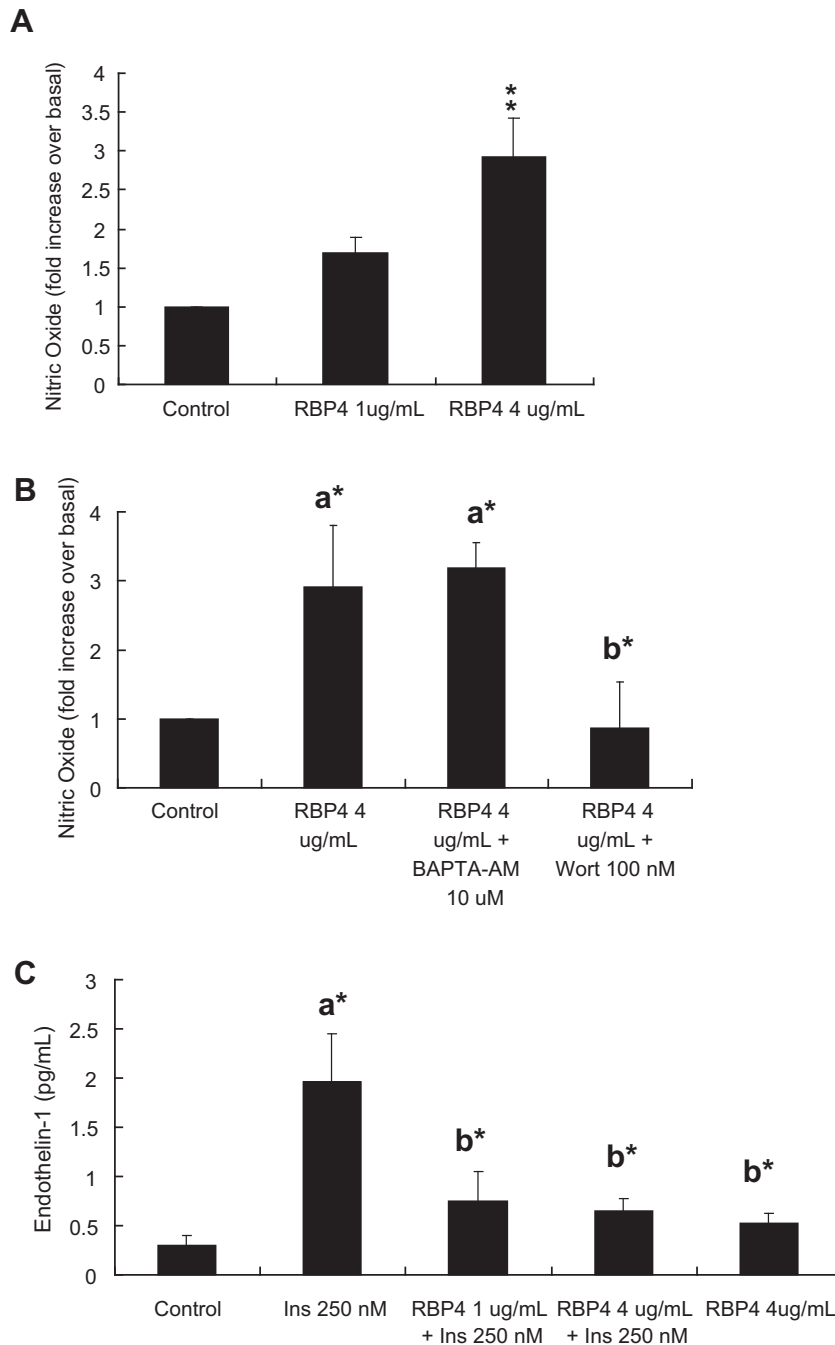 A
Nitric Oxide (fold increase over basal)
4
3.5
3
2.5
2
1.5
1
0.5
0
*
*
Control
RBP4 1ug/mL
RBP4 4 ug/mL
B
Nitric Oxide (fold increase over basal)
4
3
2
1
0
a*
a*
b*
Control
RBP4 4
ug/mL
RBP4 4
ug/mL +
BAPTA-AM
10 uM
RBP4 4
ug/mL +
Wort 100 nM
C
Endothelin-1 (pg/mL)
3
2.5
2
1.5
1
0.5
0
a*
b*
b*
b*
Control
Ins 250 nM
RBP4 1 ug/mL
+ Ins 250 nM
RBP4 4 ug/mL
+ Ins 250 nM
RBP4 4ug/mL